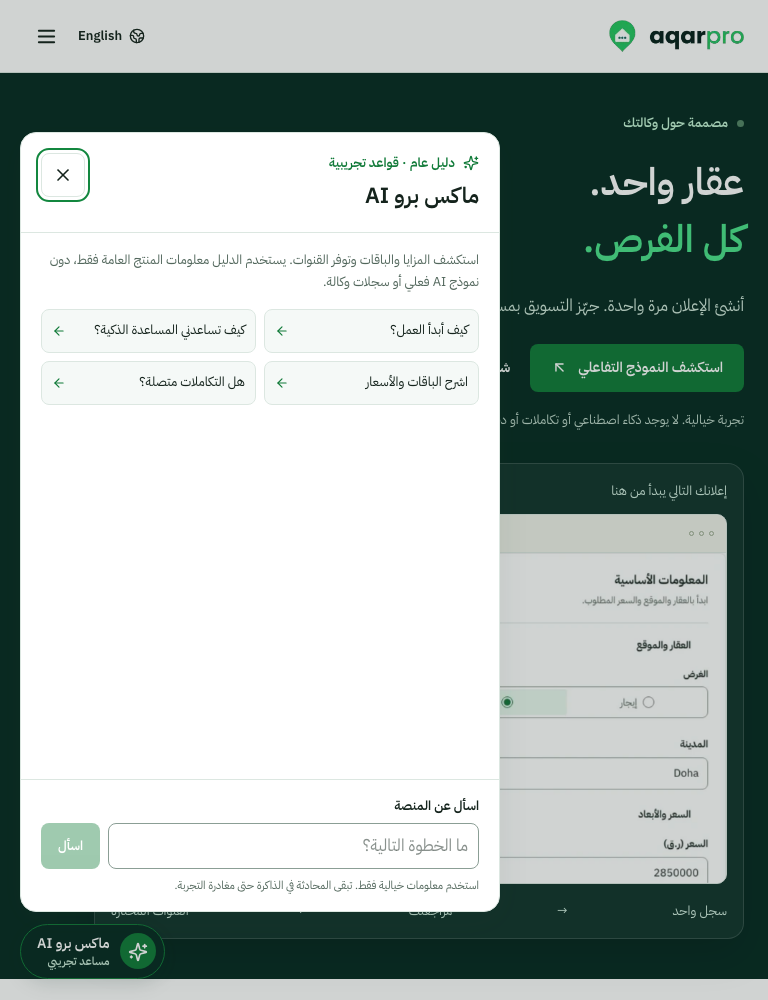 aqarpro
English
مصممة حول وكالتك
عقار واحد.
كل الفرص.
أنشئ الإعلان مرة واحدة. جهّز التسويق
استكشف النموذج التفاعلي
تجربة خيالية. لا يوجد ذكاء اصطناعي أو تكاملات أو
إعلانك التالي يبدأ من هنا
المعلومات الأساسية
ابدأ بالعقار والموقع والسعر المطلوب.
العقار والموقع
الغرض
إيجار
المدينة
Doha
السعر والأبعاد
السعر (ر.ق)
2850000
سجل واحد
→
دليل عام · قواعد تجريبية
ماكس برو AI
استكشف المزايا والباقات وتوفر القنوات. يستخدم الدليل معلومات المنتج العامة فقط، دون
نموذج AI فعلي أو سجلات وكالة.
كيف أبدأ العمل؟
كيف تساعدني المساعدة الذكية؟
اشرح الباقات والأسعار
هل التكاملات متصلة؟
اسأل عن المنصة
ما الخطوة التالية؟
اسأل
استخدم معلومات خيالية فقط. تبقى المحادثة في الذاكرة حتى مغادرة التجربة.
ماكس برو AI
مساعد تجريبي